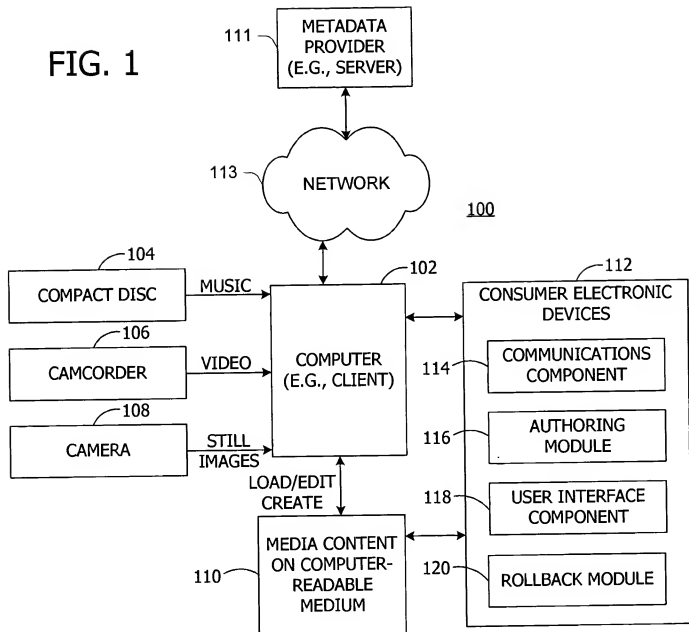 FIG. 1
111
METADATA
PROVIDER
(E.G., SERVER)
113
NETWORK
100
104
COMPACT DISC
MUSIC
106
CAMCORDER
VIDEO
108
CAMERA
STILL
IMAGES
102
COMPUTER
(E.G., CLIENT)
LOAD/EDIT
CREATE
110
MEDIA CONTENT
ON COMPUTER-
READABLE
MEDIUM
112
CONSUMER ELECTRONIC
DEVICES
114
COMMUNICATIONS
COMPONENT
116
AUTHORING
MODULE
118
USER INTERFACE
COMPONENT
120
ROLLBACK MODULE